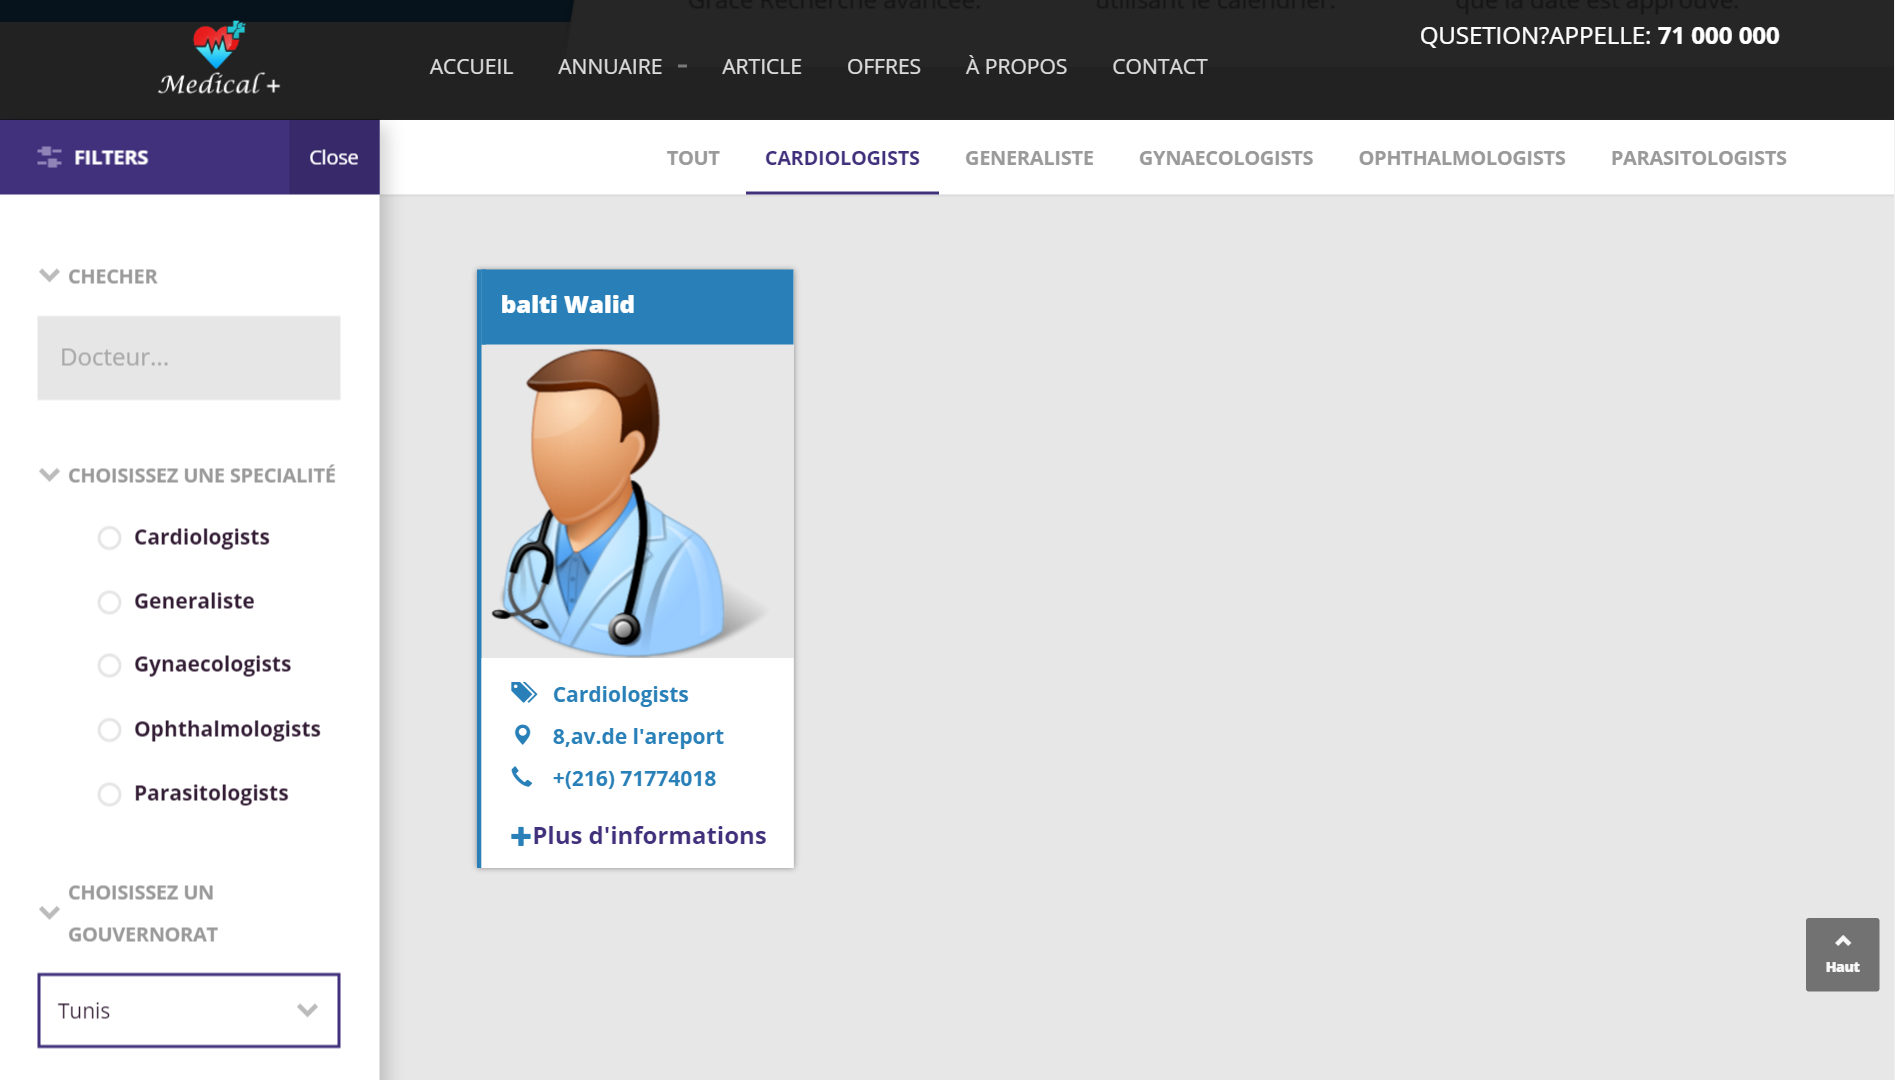 Grace Recherche avancée.
utilisant le calendrier.
que la date est approuvé.
Medical +
ACCUEIL
ANNUAIRE
ARTICLE
OFFRES
À PROPOS
CONTACT
QUSETION?APPELLE: 71 000 000
FILTERS
Close
TOUT
CARDIOLOGISTS
GENERALISTE
GYNAECOLOGISTS
OPHTHALMOLOGISTS
PARASITOLOGISTS
CHECHER
Docteur...
CHOISISSEZ UNE SPECIALITÉ
Cardiologists
Generaliste
Gynaecologists
Ophthalmologists
Parasitologists
CHOISISSEZ UN
GOUVERNORAT
Tunis
balti Walid
Cardiologists
8,av.de l'areport
+(216) 71774018
Plus d'informations
Haut